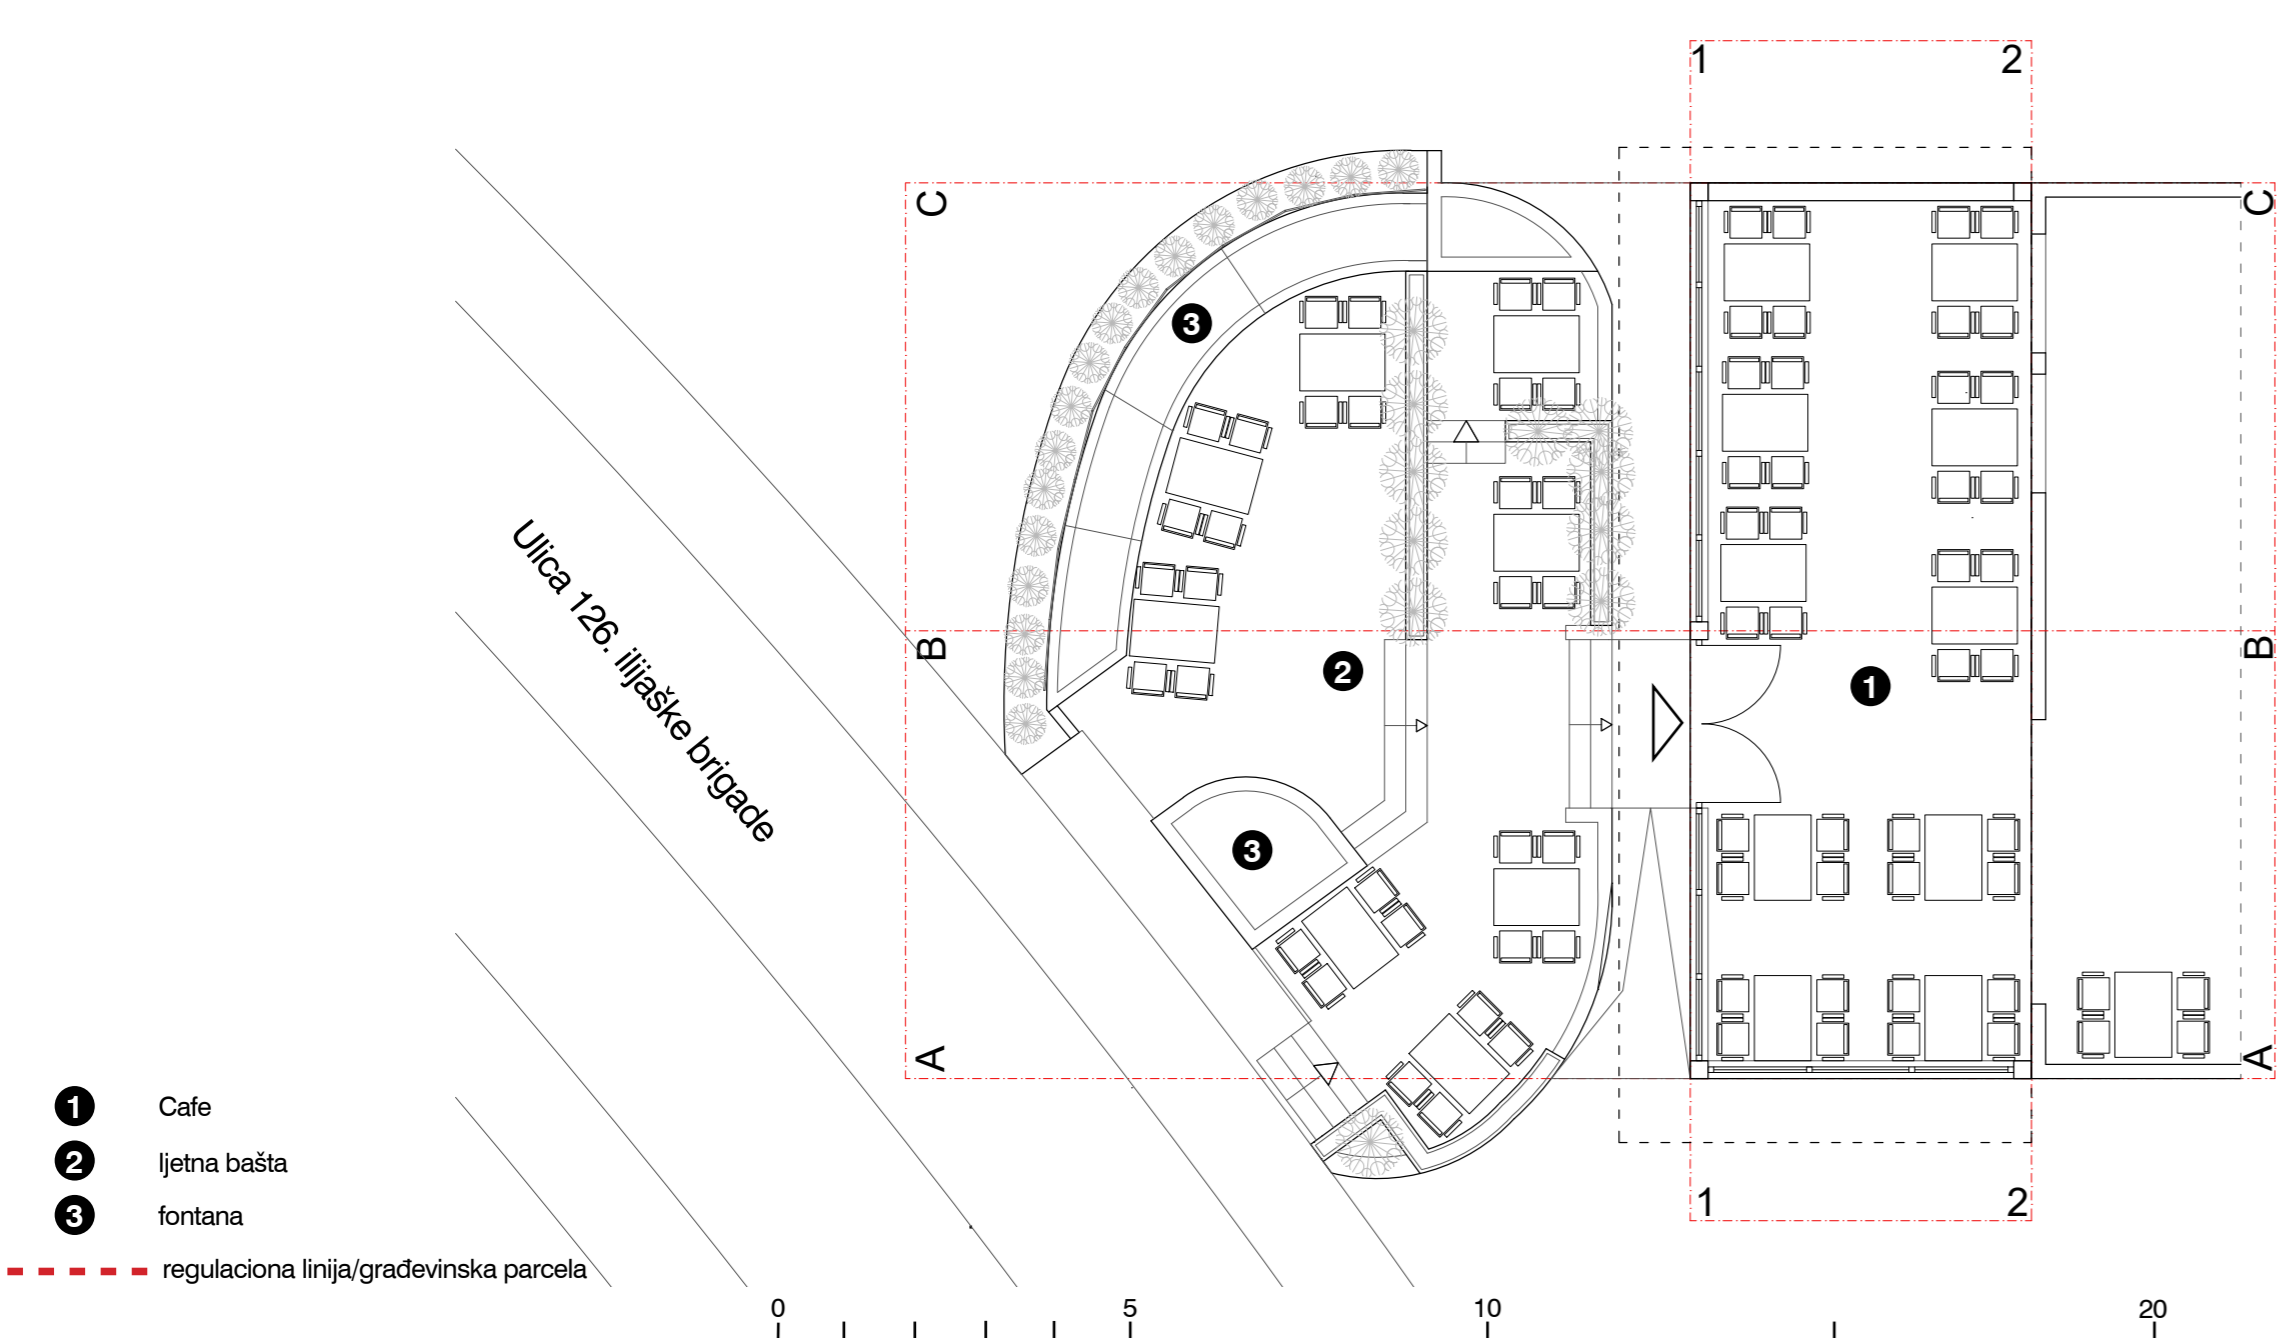 1 2
C C
3
Ulica 126. ilijaške brigade
B B
2
1
3
A A
1 Cafe
2 ljetna bašta
3 fontana
1 2
regulaciona linija/građevinska parcela
0 5 10 20